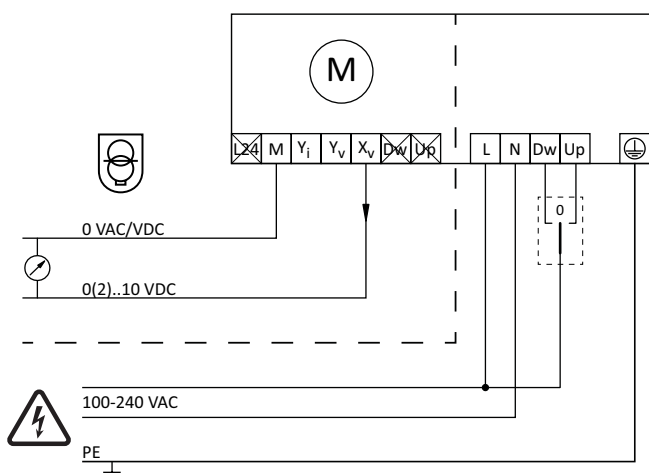 M
L24 M Yi Yv Xv Dw Up L N Dw Up
0
0 VAC/VDC
0(2)..10 VDC
100-240 VAC
PE